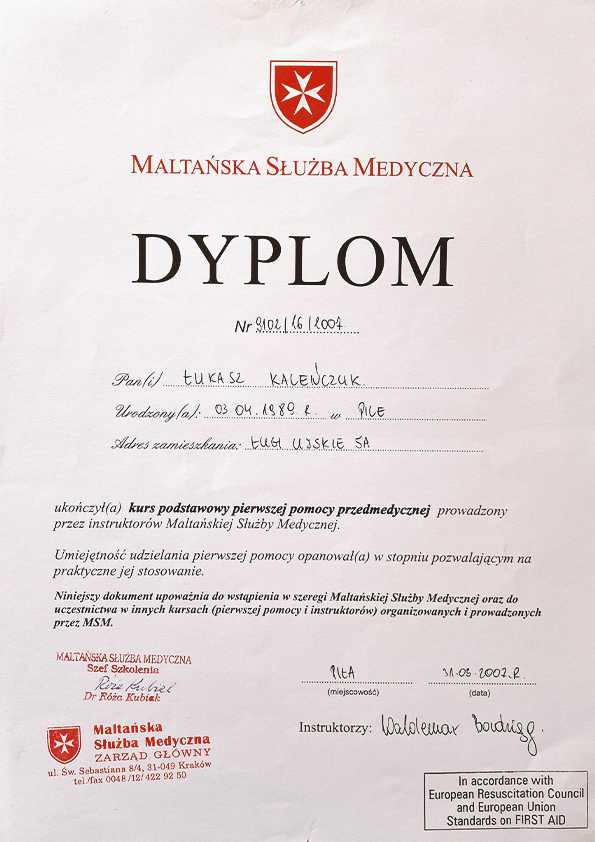 MALTAŃSKA SŁUŻBA MEDYCZNA
DYPLOM
Nr 9102/16/2007
Pan(i) ŁUKASZ KALEŃCZUK.
Urodzony(a): 03 04. 1980 r. w PILE
Adres zamieszkania: ŁUGI UJSKIE 5A
ukończył(a) kurs podstawowy pierwszej pomocy przedmedycznej prowadzony
przez instruktorów Maltańskiej Służby Medycznej.
Umiejętność udzielania pierwszej pomocy opanował(a) w stopniu pozwalającym na
praktyczne jej stosowanie.
Niniejszy dokument upoważnia do wstąpienia w szeregi Maltańskiej Służby Medycznej oraz do
uczestnictwa w innych kursach (pierwszej pomocy i instruktorów) organizowanych i prowadzonych
przez MSM.
MALTAŃSKA SŁUŻBA MEDYCZNA
Szef Szkolenia
Róża Kubiak
Dr Róża Kubiak
PIŁA
(miejscowość)
31.03.2007.R.
(data)
Instruktorzy: Waldemar
Maltańska
Służba Medyczna
ZARZĄD GŁÓWNY
ul. Św. Sebastiana 8/4, 31-049 Kraków
tel/fax 0048 /12/ 422 92 50
In accordance with
European Resuscitation Council
and European Union
Standards on FIRST AID